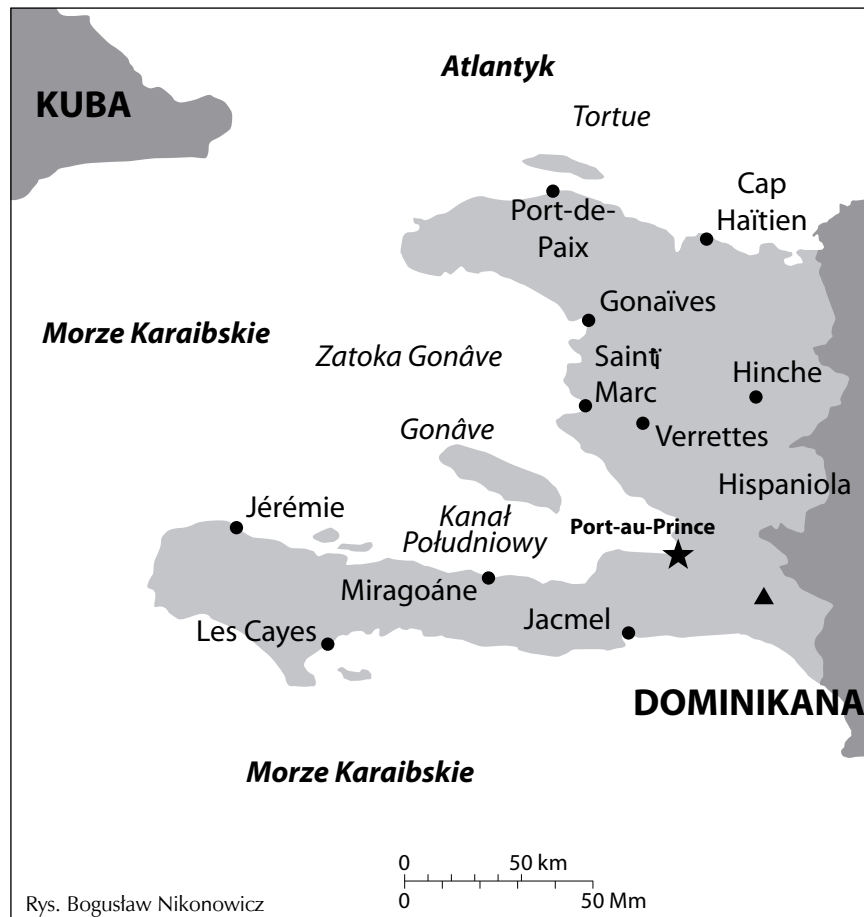 Atlantyk
KUBA
Tortue
Cap
Haïtien
Port-de-
Paix
Gonaïves
Morze Karaibskie
Zatoka Gonâve
Saint
Marc
Hinche
Gonâve
Verrettes
Hispaniola
Jérémie
Kanał
Południowy
Port-au-Prince
Miragoáne
Jacmel
Les Cayes
DOMINIKANA
Morze Karaibskie
0 50 km
0 50 Mm
Rys. Bogusław Nikonowicz